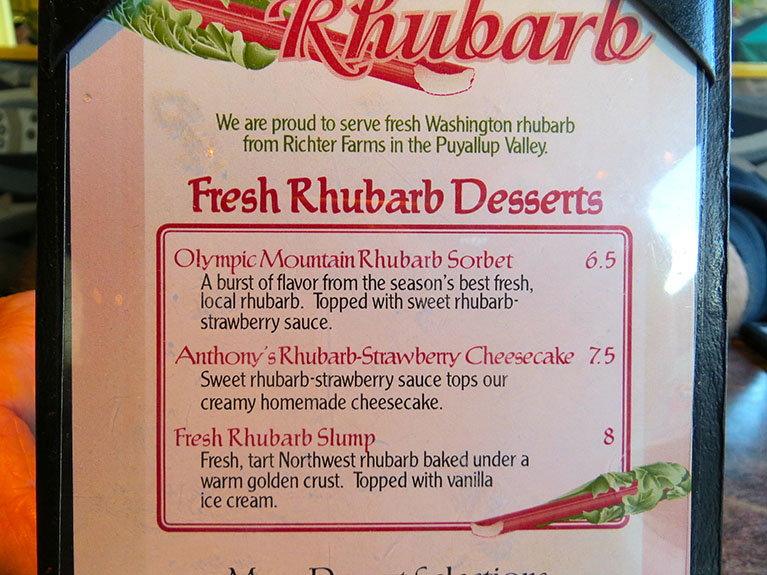 Rhubarb
We are proud to serve fresh Washington rhubarb
from Richter Farms in the Puyallup Valley.
Fresh Rhubarb Desserts
Olympic Mountain Rhubarb Sorbet 6.5
A burst of flavor from the season's best fresh,
local rhubarb. Topped with sweet rhubarb-
strawberry sauce.
Anthony's Rhubarb-Strawberry Cheesecake 7.5
Sweet rhubarb-strawberry sauce tops our
creamy homemade cheesecake.
Fresh Rhubarb Slump 8
Fresh, tart Northwest rhubarb baked under a
warm golden crust. Topped with vanilla
ice cream.
Dessert Selections